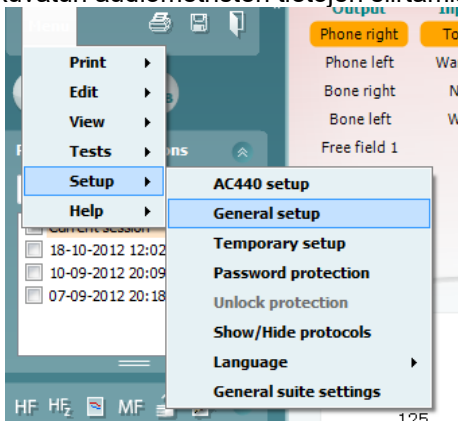 Output
Phone right
Phone left
Bone right
Bone left
Free field 1
Print
Edit
View
Tests
Setup
Help
AC440 setup
General setup
Temporary setup
Password protection
Unlock protection
Show/Hide protocols
Language
General suite settings
Current session
18-10-2012 12:02
10-09-2012 20:09
07-09-2012 20:18
HF HF2 MF
125